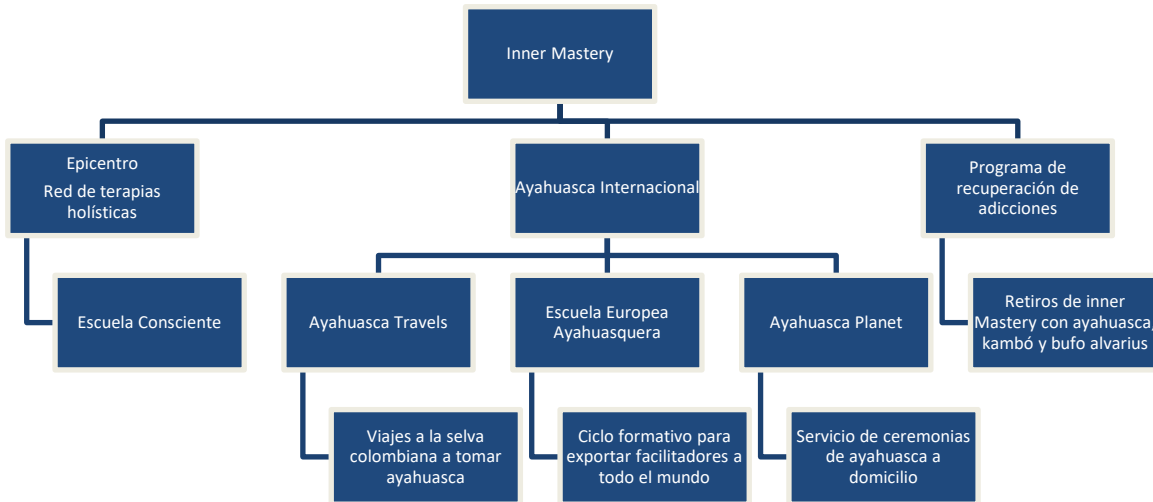 Inner Mastery
Epicentro
Red de terapias
holísticas
Ayahuasca Internacional
Programa de
recuperación de
adicciones
Escuela Consciente
Ayahuasca Travels
Escuela Europea
Ayahuasquera
Ayahuasca Planet
Retiros de inner
Mastery con ayahuasca,
kambó y bufo alvarius
Viajes a la selva
colombiana a tomar
ayahuasca
Ciclo formativo para
exportar facilitadores a
todo el mundo
Servicio de ceremonias
de ayahuasca a
domicilio